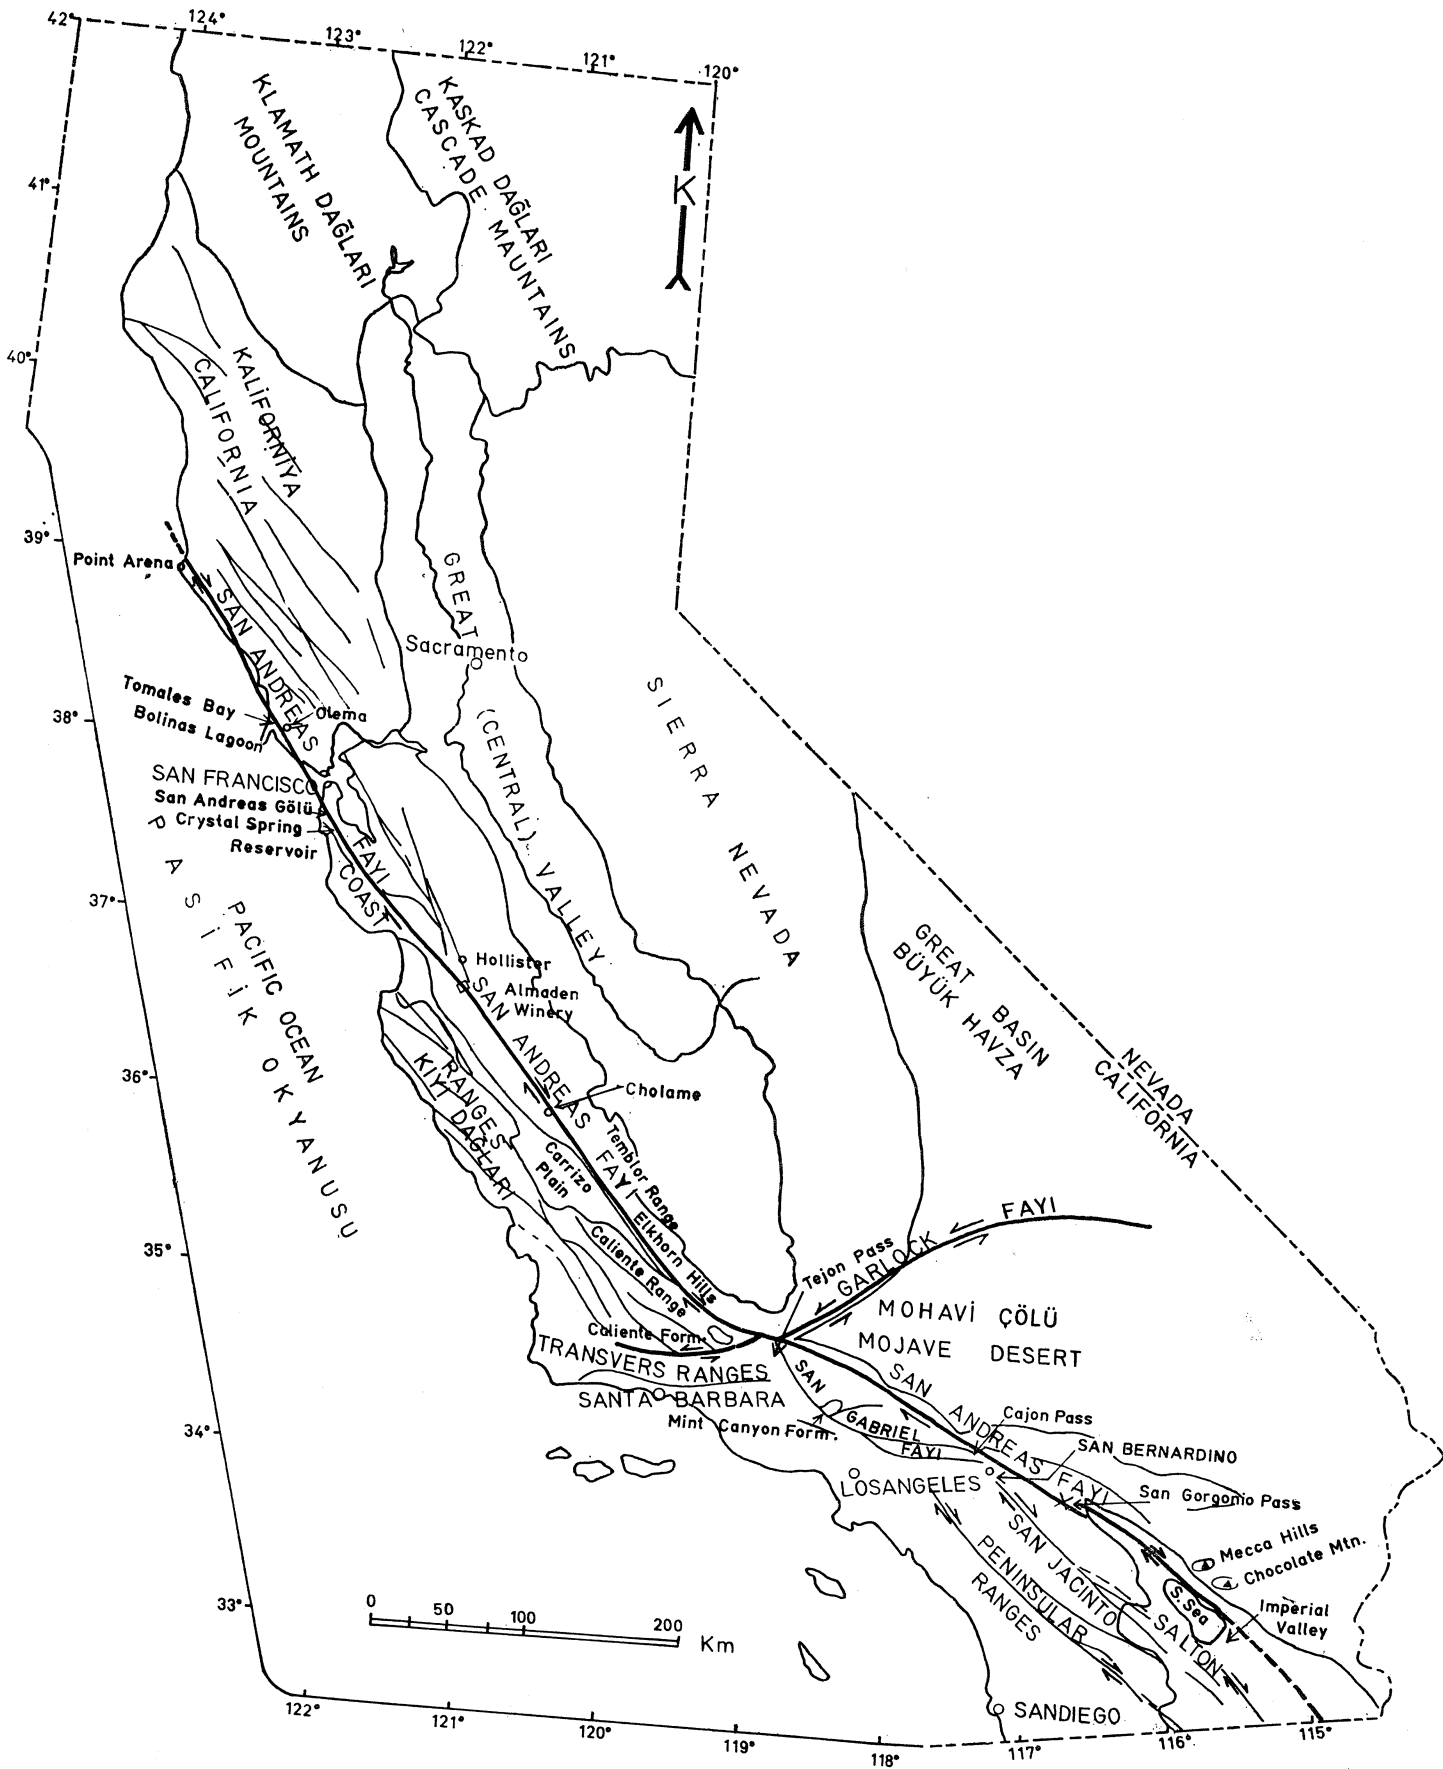 42°
124°
123°
122°
121°
120°
KLAMATH DAĞLARI
MOUNTAINS
KASKAD DAĞLARI
CASCADE MAUNTAINS
K
41°
40°
KALİFORNİYA
CALIFORNIA
39°
Point Arena
GREAT
SAN ANDREAS
Sacramento
SIERRA NEVADA
Tomales Bay
Olema
Bolinas Lagoon
38°
(CENTRAL) VALLEY
SAN FRANCISCO
San Andreas Gölü
Crystal Spring
Reservoir
FAYI
COAST
PASİFİK OKYANUSU
PACIFIC OCEAN
37°
GREAT BASIN
BÜYÜK HAVZA
Hollister
Almaden
Winery
SAN ANDREAS FAYI
36°
RANGES
KIYI DAĞLARI
Cholame
NEVADA
CALIFORNIA
Temblor Range
Carrizo
Plain
Elkhorn Hills
Caliente Range
35°
GARLOCK FAYI
Tejon Pass
MOHAVİ ÇÖLÜ
MOJAVE DESERT
Caliente Form.
TRANSVERS RANGES
SANTA BARBARA
SAN GABRIEL FAYI
Mint Canyon Form.
SAN ANDREAS FAYI
Cajon Pass
SAN BERNARDINO
34°
LOSANGELES
San Gorgonio Pass
SAN JACINTO
PENINSULAR
RANGES
Mecca Hills
Chocolate Mtn.
S.Sea
Imperial
Valley
SALTON
33°
0 50 100 200
Km
SANDIEGO
122°
121°
120°
119°
118°
117°
116°
115°